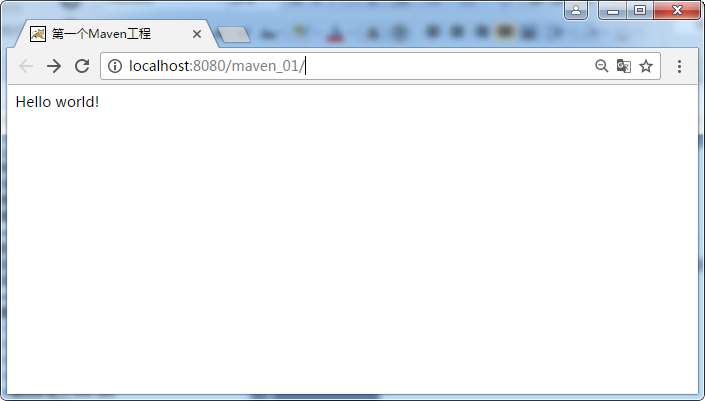 第一个Maven工程
localhost:8080/maven_01/
Hello world!